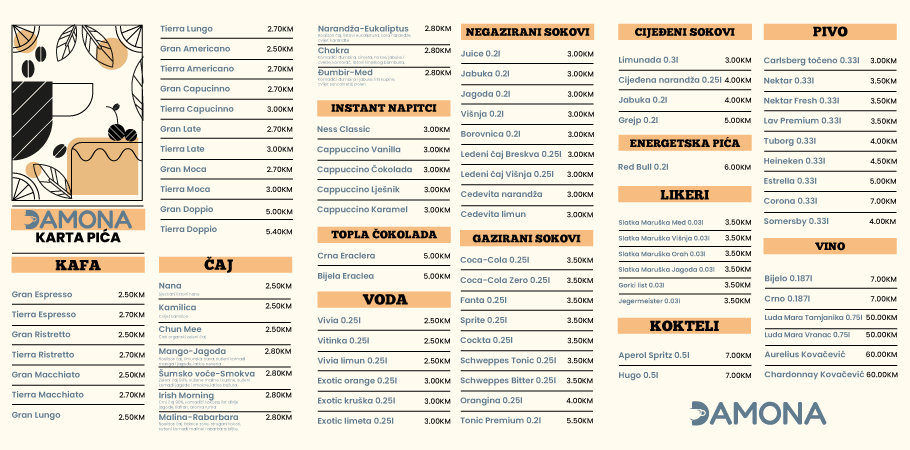 DAMONA
KARTA PIĆA
KAFA
Gran Espresso 2.50KM
Tierra Espresso 2.70KM
Gran Ristretto 2.50KM
Tierra Ristretto 2.70KM
Gran Macchiato 2.50KM
Tierra Macchiato 2.70KM
Gran Lungo 2.50KM
Tierra Lungo 2.70KM
Gran Americano 2.50KM
Tierra Americano 2.70KM
Gran Capucinno 2.70KM
Tierra Capucinno 3.00KM
Gran Late 2.70KM
Tierra Late 3.00KM
Gran Moca 2.70KM
Tierra Moca 3.00KM
Gran Doppio 5.00KM
Tierra Doppio 5.40KM
ČAJ
Nana 2.50KM
Kamilica 2.50KM
Chun Mee 2.50KM
Mango-Jagoda 2.80KM
Šumsko voće-Smokva 2.80KM
Irish Morning 2.80KM
Malina-Rabarbara 2.80KM
Narandža-Eukaliptus 2.80KM
Chakra 2.80KM
Đumbir-Med 2.80KM
INSTANT NAPITCI
Ness Classic 3.00KM
Cappuccino Vanilla 3.00KM
Cappuccino Čokolada 3.00KM
Cappuccino Lješnik 3.00KM
Cappuccino Karamel 3.00KM
TOPLA ČOKOLADA
Crna Eraclera 5.00KM
Bijela Eraclea 5.00KM
VODA
Vivia 0.25l 2.50KM
Vitinka 0.25l 2.50KM
Vivia limun 0.25l 2.50KM
Exotic orange 0.25l 3.00KM
Exotic kruška 0.25l 3.00KM
Exotic limeta 0.25l 3.00KM
NEGAZIRANI SOKOVI
Juice 0.2l 3.00KM
Jabuka 0.2l 3.00KM
Jagoda 0.2l 3.00KM
Višnja 0.2l 3.00KM
Borovnica 0.2l 3.00KM
Ledeni čaj Breskva 0.25l 3.00KM
Ledeni čaj Višnja 0.25l 3.00KM
Cedevita narandža 3.00KM
Cedevita limun 3.00KM
GAZIRANI SOKOVI
Coca-Cola 0.25l 3.50KM
Coca-Cola Zero 0.25l 3.50KM
Fanta 0.25l 3.50KM
Sprite 0.25l 3.50KM
Cockta 0.25l 3.50KM
Schweppes Tonic 0.25l 3.50KM
Schweppes Bitter 0.25l 3.50KM
Orangina 0.25l 4.00KM
Tonic Premium 0.2l 5.50KM
CIJEĐENI SOKOVI
Limunada 0.3l 3.00KM
Cijeđena narandža 0.25l 4.00KM
Jabuka 0.2l 4.00KM
Grejp 0.2l 5.00KM
ENERGETSKA PIĆA
Red Bull 0.2l 6.00KM
LIKERI
Slatka Maruška Med 0.03l 3.50KM
Slatka Maruška Višnja 0.03l 3.50KM
Slatka Maruška Orah 0.03l 3.50KM
Slatka Maruška Jagoda 0.03l 3.50KM
Gorki list 0.03l 3.50KM
Jegermeister 0.03l 3.50KM
KOKTELI
Aperol Spritz 0.5l 7.00KM
Hugo 0.5l 7.00KM
PIVO
Carlsberg točeno 0.33l 3.00KM
Nektar 0.33l 3.50KM
Nektar Fresh 0.33l 3.50KM
Lav Premium 0.33l 3.50KM
Tuborg 0.33l 4.00KM
Heineken 0.33l 4.50KM
Estrella 0.33l 5.00KM
Corona 0.33l 7.00KM
Somersby 0.33l 4.00KM
VINO
Bijelo 0.187l 7.00KM
Crno 0.187l 7.00KM
Luda Mara Tamjanika 0.75l 50.00KM
Luda Mara Vranac 0.75l 50.00KM
Aurelius Kovačević 60.00KM
Chardonnay Kovačević 60.00KM
DAMONA